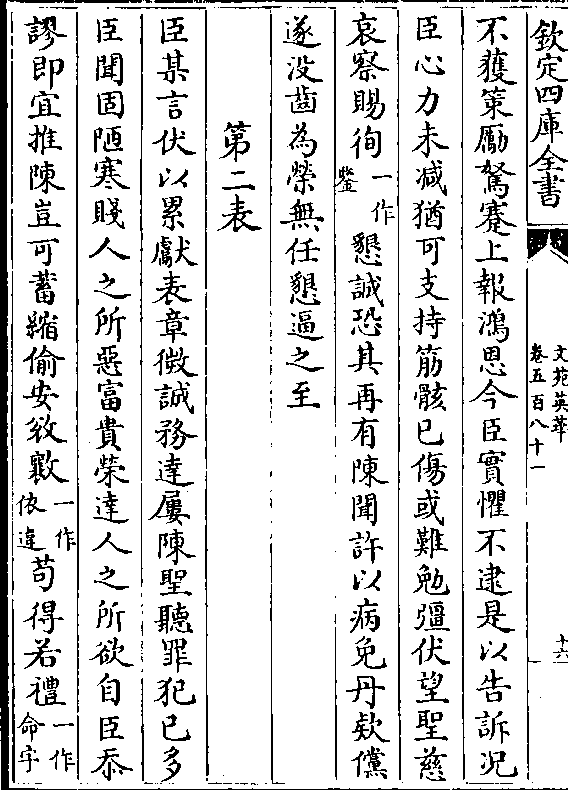 欽定四庫全書
文苑英華
卷五百八十一
十六
不獲策勵駑蹇上報鴻恩今臣實懼不逮是以告訴况
臣心力未减猶可支持筋骸已傷或難勉彊伏望聖慈
哀察賜徇一作鑒懇誠恐其再有陳聞許以病免丹欵儻
遂没齒為榮無任懇逼之至
第二表
臣某言伏以累獻表章微誠務達屢陳聖聽罪犯已多
臣聞固陋寒賤人之所惡富貴榮達人之所欲自臣忝
謬即宜推陳豈可蓄縮偷安欸一作依違苟得若禮一作命字